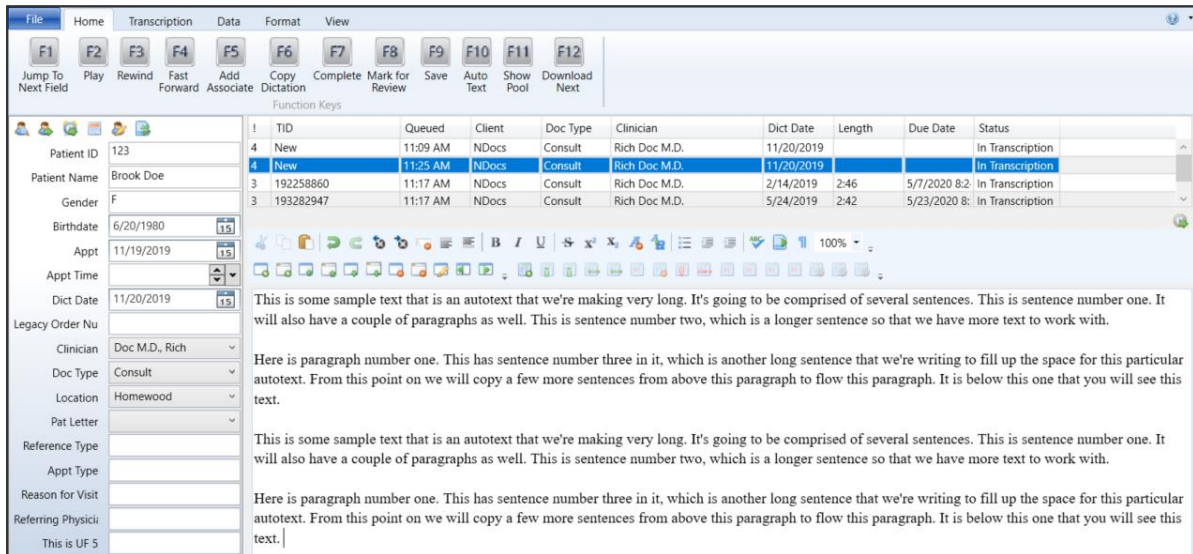 File Home Transcription Data Format View
F1 F2 F3 F4 F5 F6 F7 F8 F9 F10 F11 F12
Jump To Next Field Play Rewind Fast Forward Add Associate Copy Dictation Complete Mark for Review Save Auto Text Show Pool Download Next
Function Keys
! TID Queued Client Doc Type Clinician Dict Date Length Due Date Status
4 New 11:09 AM NDocs Consult Rich Doc M.D. 11/20/2019 In Transcription
4 New 11:25 AM NDocs Consult Rich Doc M.D. 11/20/2019 In Transcription
3 192258860 11:17 AM NDocs Consult Rich Doc M.D. 2/14/2019 2:46 5/7/2020 8:2 In Transcription
3 193282947 11:17 AM NDocs Consult Rich Doc M.D. 5/24/2019 2:42 5/23/2020 8: In Transcription
Patient ID 123
Patient Name Brook Doe
Gender F
Birthdate 6/20/1980 15
Appt 11/19/2019 15
Appt Time
Dict Date 11/20/2019 15
Legacy Order Nu
Clinician Doc M.D., Rich
Doc Type Consult
Location Homewood
Pat Letter
Reference Type
Appt Type
Reason for Visit
Referring Physici
This is UF 5
B I U S x² X₂ ABC ¶ 100%
This is some sample text that is an autotext that we're making very long. It's going to be comprised of several sentences. This is sentence number one. It
will also have a couple of paragraphs as well. This is sentence number two, which is a longer sentence so that we have more text to work with.
Here is paragraph number one. This has sentence number three in it, which is another long sentence that we're writing to fill up the space for this particular
autotext. From this point on we will copy a few more sentences from above this paragraph to flow this paragraph. It is below this one that you will see this
text.
This is some sample text that is an autotext that we're making very long. It's going to be comprised of several sentences. This is sentence number one. It
will also have a couple of paragraphs as well. This is sentence number two, which is a longer sentence so that we have more text to work with.
Here is paragraph number one. This has sentence number three in it, which is another long sentence that we're writing to fill up the space for this particular
autotext. From this point on we will copy a few more sentences from above this paragraph to flow this paragraph. It is below this one that you will see this
text.